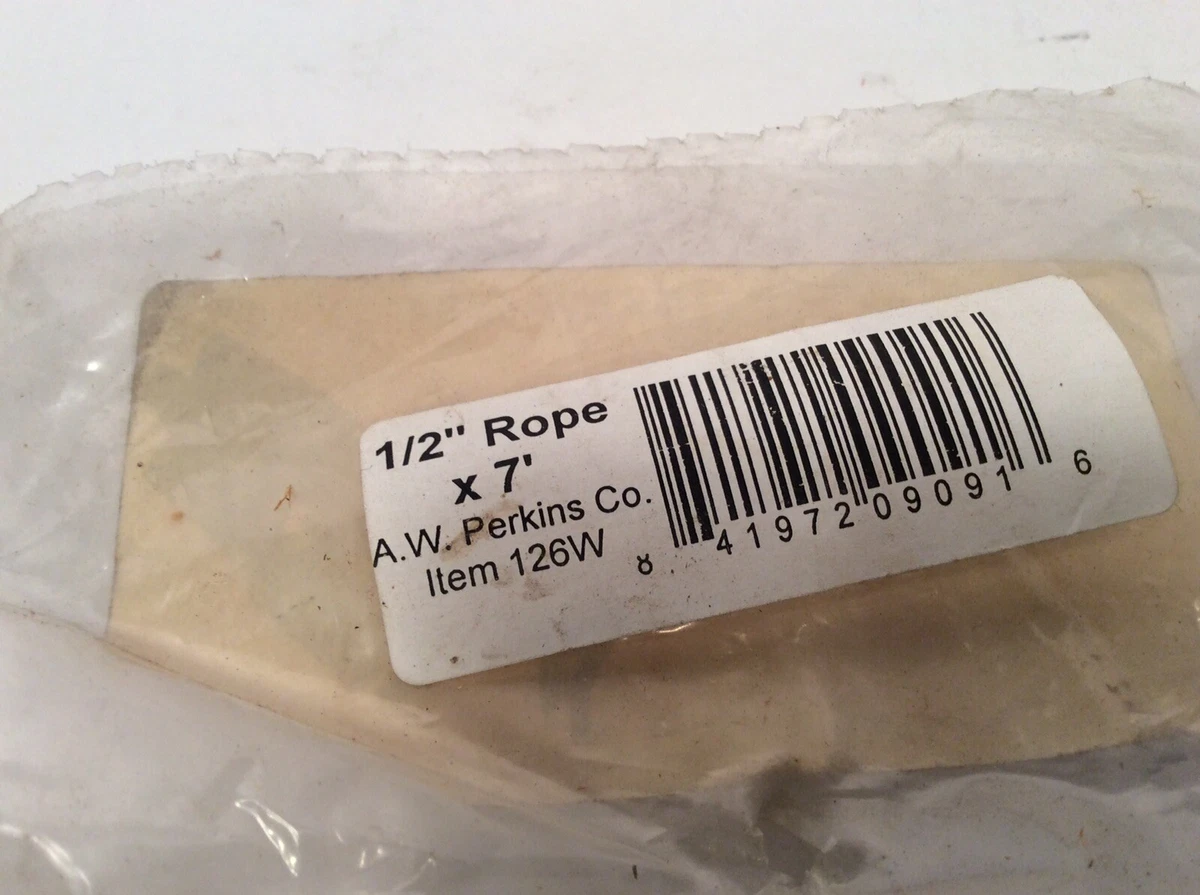 1/2" Rope
x 7'
A.W. Perkins Co.
Item 126W
8 41972 09091 6